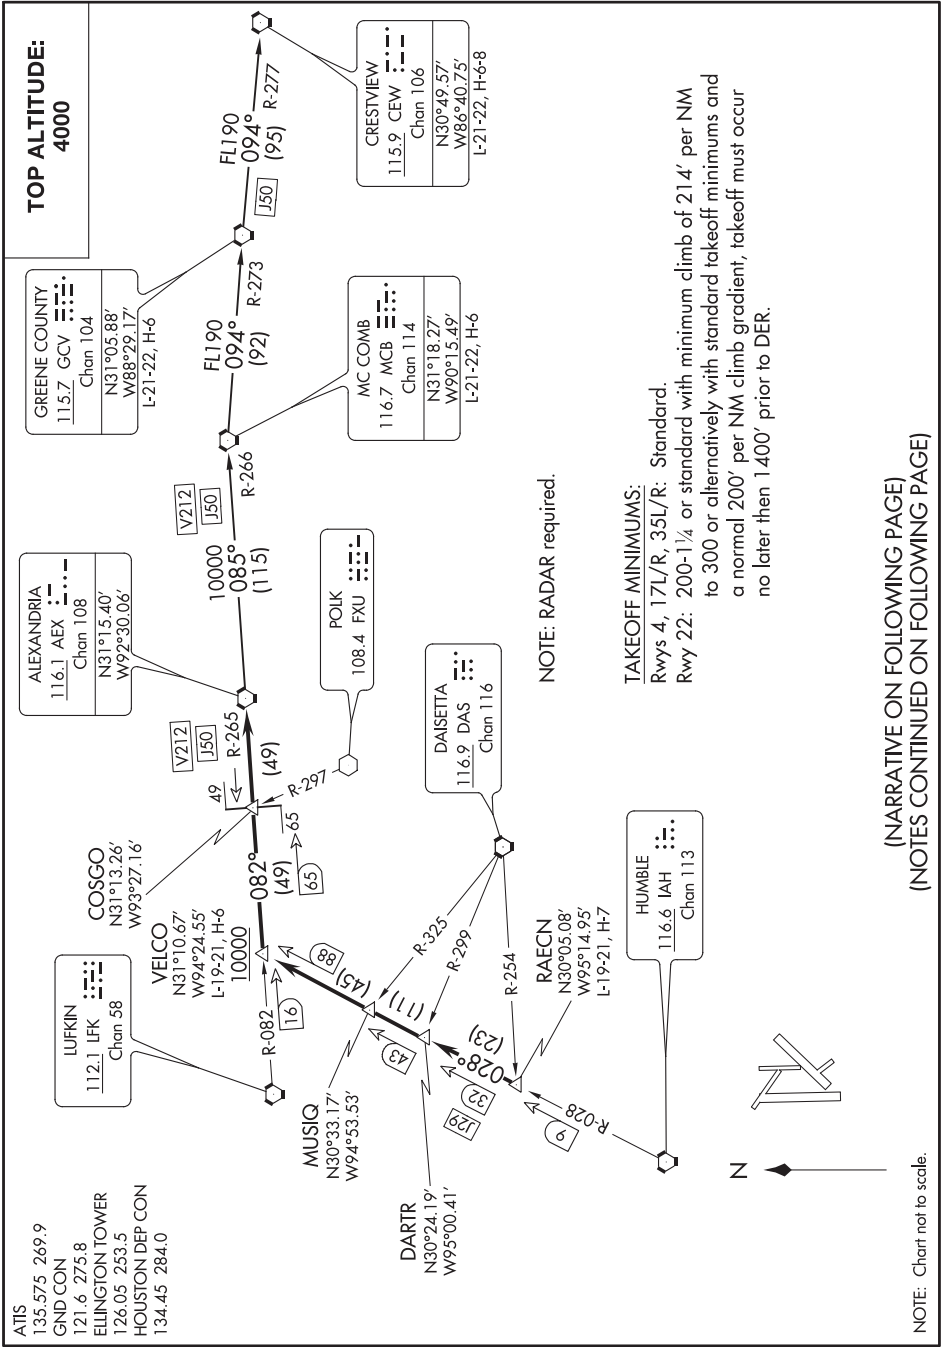 TOP ALTITUDE:
4000
ATIS
135.575 269.9
GND CON
121.6 275.8
ELLINGTON TOWER
126.05 253.5
HOUSTON DEP CON
134.45 284.0
LUFKIN
112.1 LFK
Chan 58
VELCO
N31°10.67'
W94°24.55'
L-19-21, H-6
10000
COSGO
N31°13.26'
W93°27.16'
ALEXANDRIA
116.1 AEX
Chan 108
N31°15.40'
W92°30.06'
GREENE COUNTY
115.7 GCV
Chan 104
N31°05.88'
W88°29.17'
L-21-22, H-6
CRESTVIEW
115.9 CEW
Chan 106
N30°49.57'
W86°40.75'
L-21-22, H-6-8
MC COMB
116.7 MCB
Chan 114
N31°18.27'
W90°15.49'
L-21-22, H-6
POLK
108.4 FXU
DAISETTA
116.9 DAS
Chan 116
HUMBLE
116.6 IAH
Chan 113
RAECN
N30°05.08'
W95°14.95'
L-19-21, H-7
DARTR
N30°24.19'
W95°00.41'
MUSIQ
N30°33.17'
W94°53.53'
R-028
9
028°
(23)
J29
32
43
(11)
(45)
88
R-254
R-299
R-325
R-082
16
082°
(49)
65
65
R-297
49
R-265
(49)
V212
J50
10000
085°
(115)
V212
J50
R-266
FL190
094°
(92)
R-273
FL190
094°
(95)
J50
R-277
NOTE: RADAR required.
TAKEOFF MINIMUMS:
Rwys 4, 17L/R, 35L/R: Standard.
Rwy 22: 200-1¼ or standard with minimum climb of 214' per NM
to 300 or alternatively with standard takeoff minimums and
a normal 200' per NM climb gradient, takeoff must occur
no later then 1400' prior to DER.
(NARRATIVE ON FOLLOWING PAGE)
(NOTES CONTINUED ON FOLLOWING PAGE)
N
NOTE: Chart not to scale.